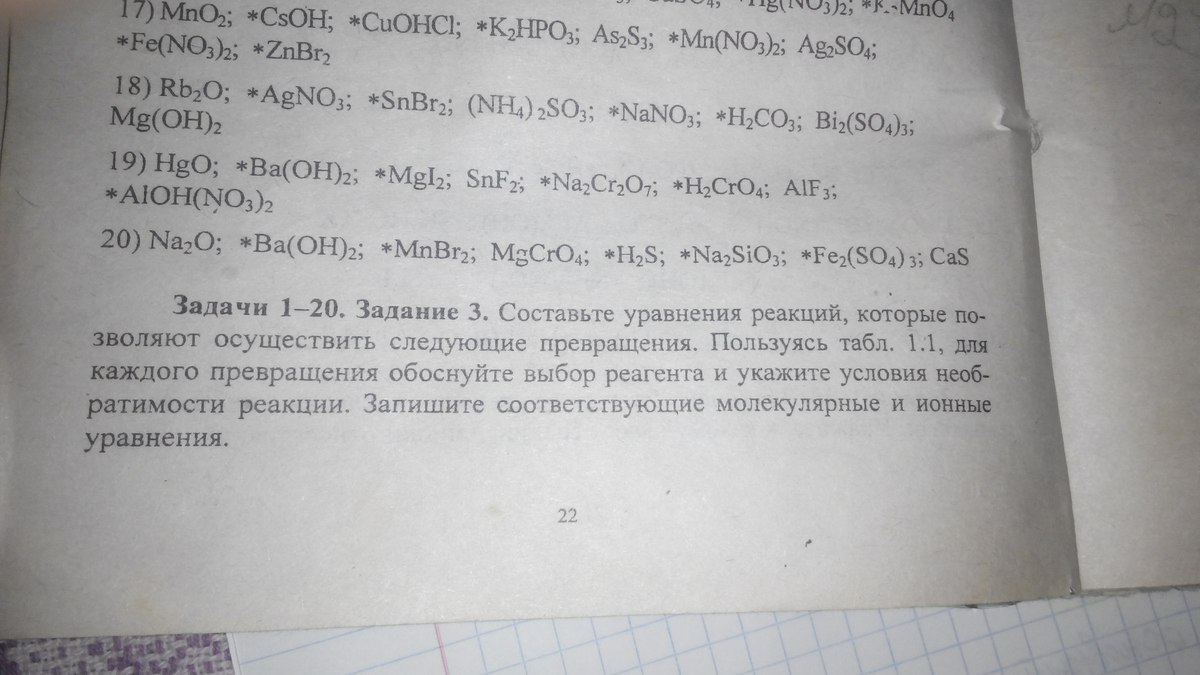 17) MnO₂; *CsOH; *CuOHCl; *K₂HPO₃; As₂S₃; *Mn(NO₃)₂; Ag₂SO₄;
*Fe(NO₃)₂; *ZnBr₂
18) Rb₂O; *AgNO₃; *SnBr₂; (NH₄)₂SO₃; *NaNO₃; *H₂CO₃; Bi₂(SO₄)₃;
Mg(OH)₂
19) HgO; *Ba(OH)₂; *MgI₂; SnF₂; *Na₂Cr₂O₇; *H₂CrO₄; AlF₃;
*AlOH(NO₃)₂
20) Na₂O; *Ba(OH)₂; *MnBr₂; MgCrO₄; *H₂S; *Na₂SiO₃; *Fe₂(SO₄)₃; CaS
Задачи 1–20. Задание 3. Составьте уравнения реакций, которые по-
зволяют осуществить следующие превращения. Пользуясь табл. 1.1, для
каждого превращения обоснуйте выбор реагента и укажите условия необ-
ратимости реакции. Запишите соответствующие молекулярные и ионные
уравнения.
22